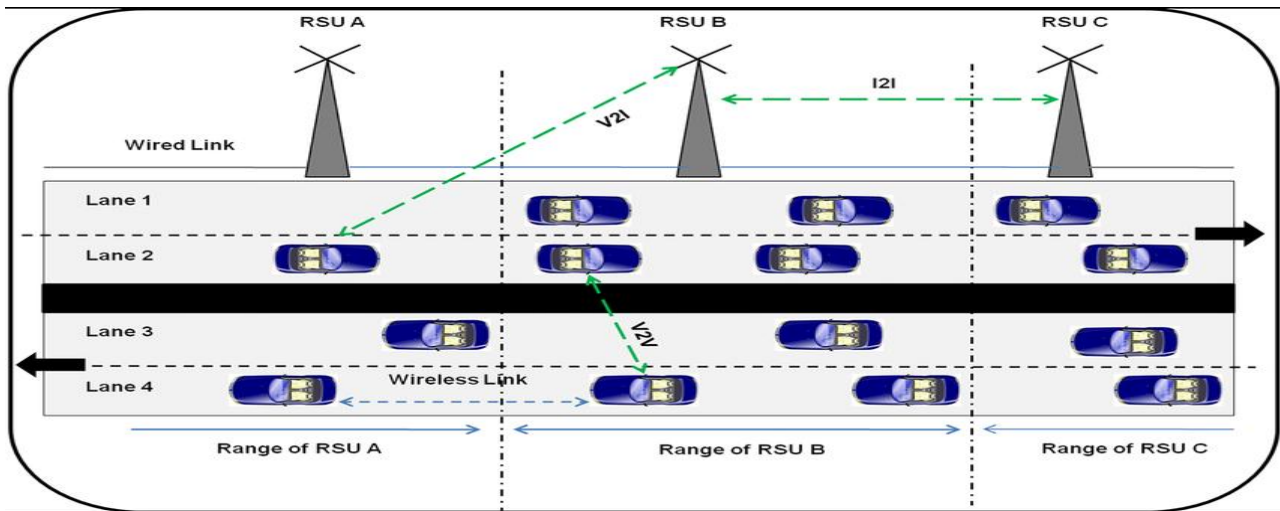 RSU A
RSU B
RSU C
I2I
V2I
Wired Link
Lane 1
Lane 2
Lane 3
V2V
Lane 4
Wireless Link
Range of RSU A
Range of RSU B
Range of RSU C